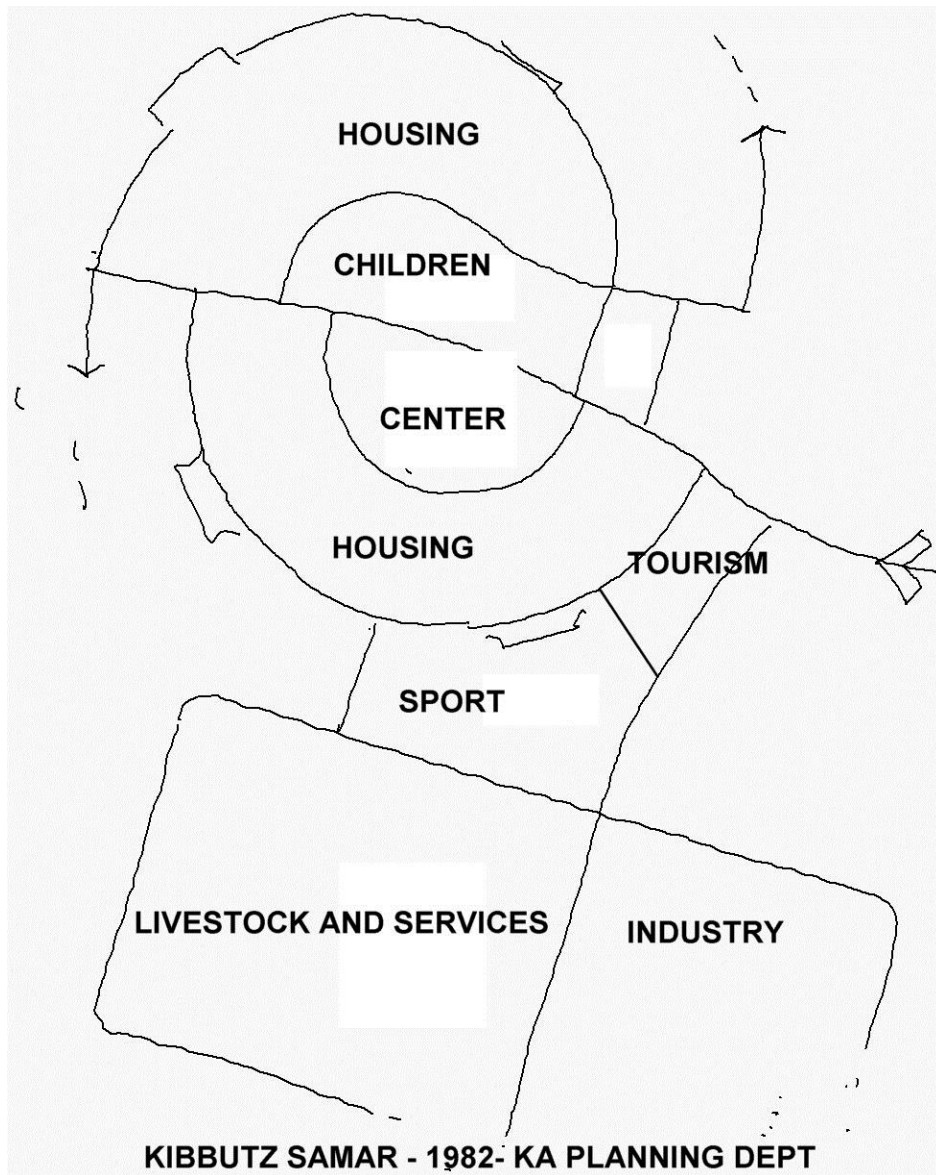 HOUSING
CHILDREN
CENTER
HOUSING
TOURISM
SPORT
LIVESTOCK AND SERVICES
INDUSTRY
KIBBUTZ SAMAR - 1982- KA PLANNING DEPT